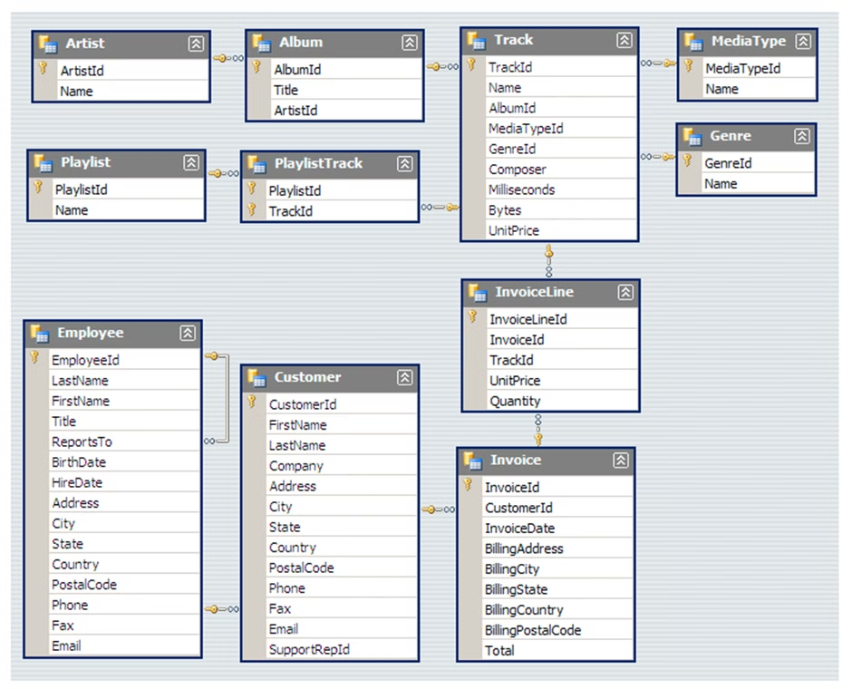 Artist
ArtistId
Name
Album
AlbumId
Title
ArtistId
Track
TrackId
Name
AlbumId
MediaTypeId
GenreId
Composer
Milliseconds
Bytes
UnitPrice
MediaType
MediaTypeId
Name
Genre
GenreId
Name
Playlist
PlaylistId
Name
PlaylistTrack
PlaylistId
TrackId
InvoiceLine
InvoiceLineId
InvoiceId
TrackId
UnitPrice
Quantity
Employee
EmployeeId
LastName
FirstName
Title
ReportsTo
BirthDate
HireDate
Address
City
State
Country
PostalCode
Phone
Fax
Email
Customer
CustomerId
FirstName
LastName
Company
Address
City
State
Country
PostalCode
Phone
Fax
Email
SupportRepId
Invoice
InvoiceId
CustomerId
InvoiceDate
BillingAddress
BillingCity
BillingState
BillingCountry
BillingPostalCode
Total